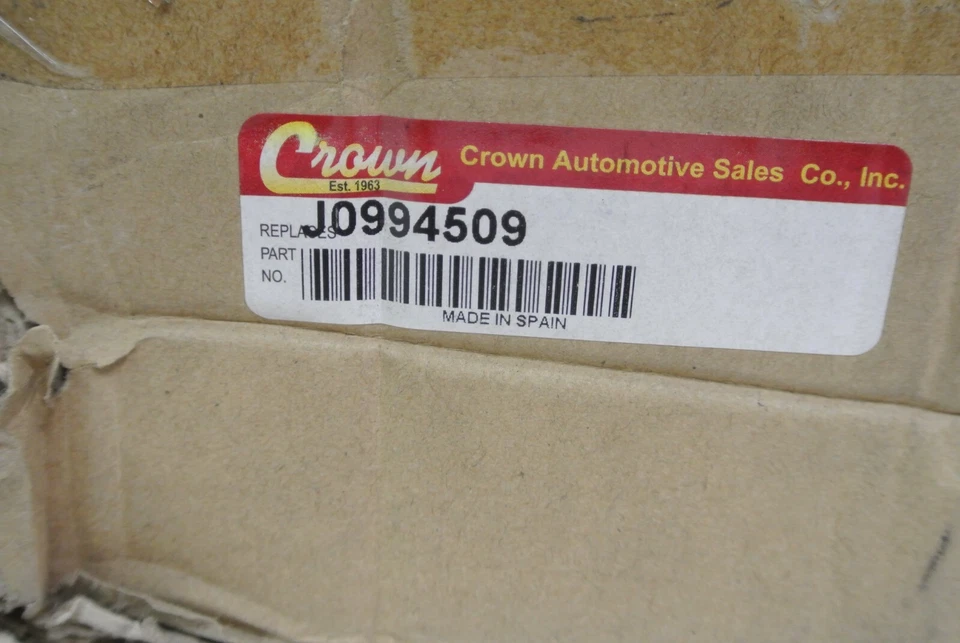 Crown Crown Automotive Sales Co., Inc.
Est. 1963
REPLACES J0994509
PART
NO.
MADE IN SPAIN